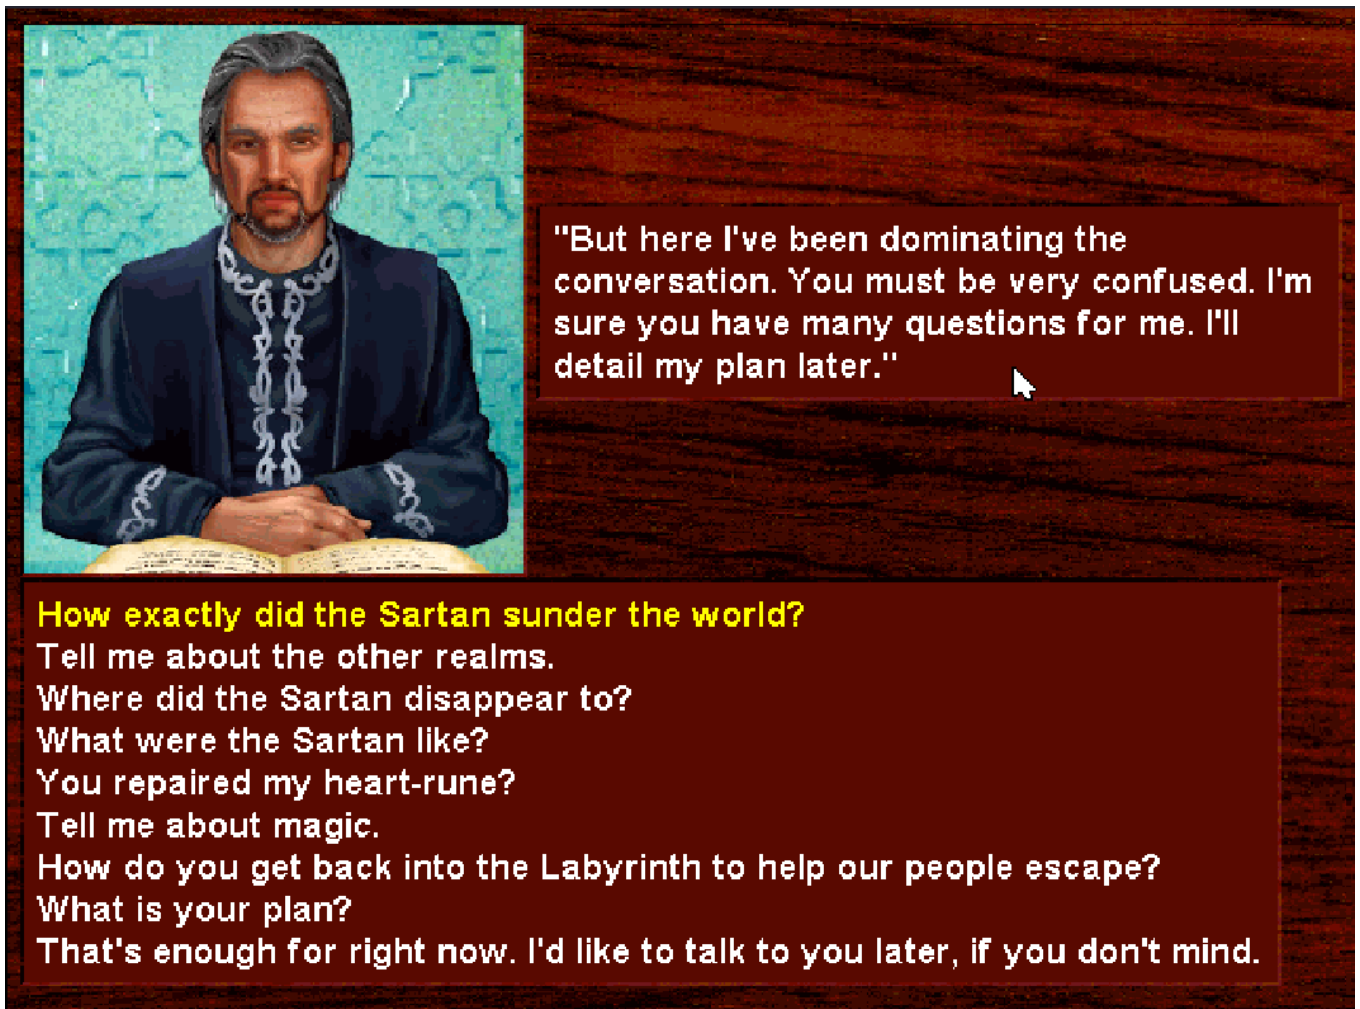 "But here I've been dominating the
conversation. You must be very confused. I'm
sure you have many questions for me. I'll
detail my plan later."
How exactly did the Sartan sunder the world?
Tell me about the other realms.
Where did the Sartan disappear to?
What were the Sartan like?
You repaired my heart-rune?
Tell me about magic.
How do you get back into the Labyrinth to help our people escape?
What is your plan?
That's enough for right now. I'd like to talk to you later, if you don't mind.